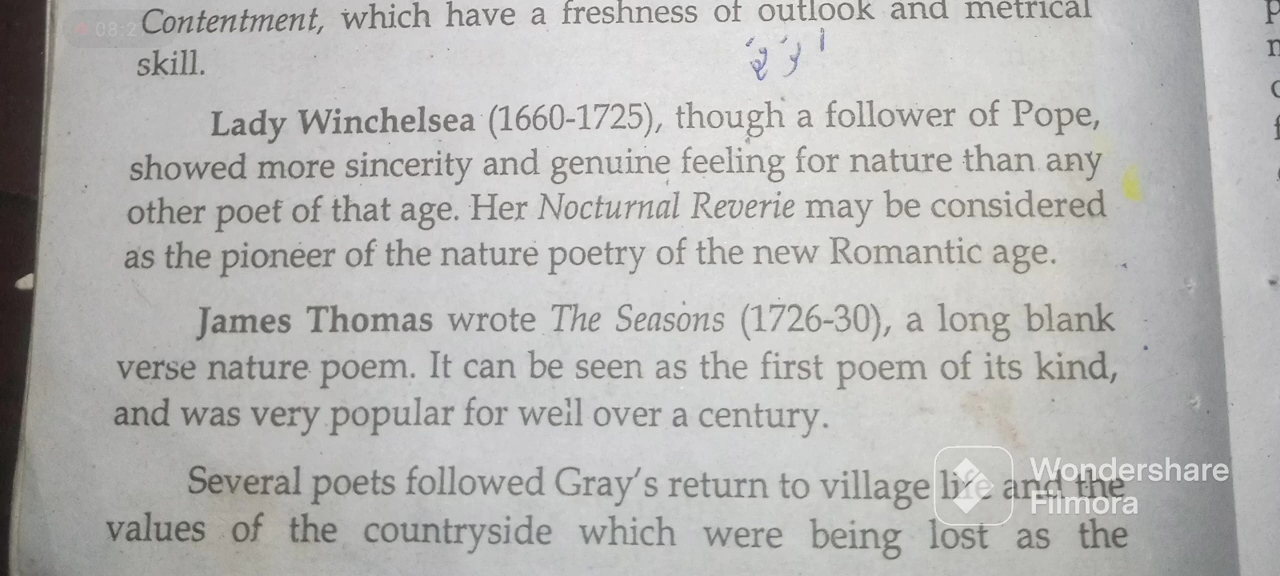 08:2
Contentment, which have a freshness of outlook and metrical
skill.
Lady Winchelsea (1660-1725), though a follower of Pope,
showed more sincerity and genuine feeling for nature than any
other poet of that age. Her Nocturnal Reverie may be considered
as the pioneer of the nature poetry of the new Romantic age.
James Thomas wrote The Seasons (1726-30), a long blank
verse nature poem. It can be seen as the first poem of its kind,
and was very popular for well over a century.
Several poets followed Gray's return to village life and the
values of the countryside which were being lost as the
Wondershare
Filmora